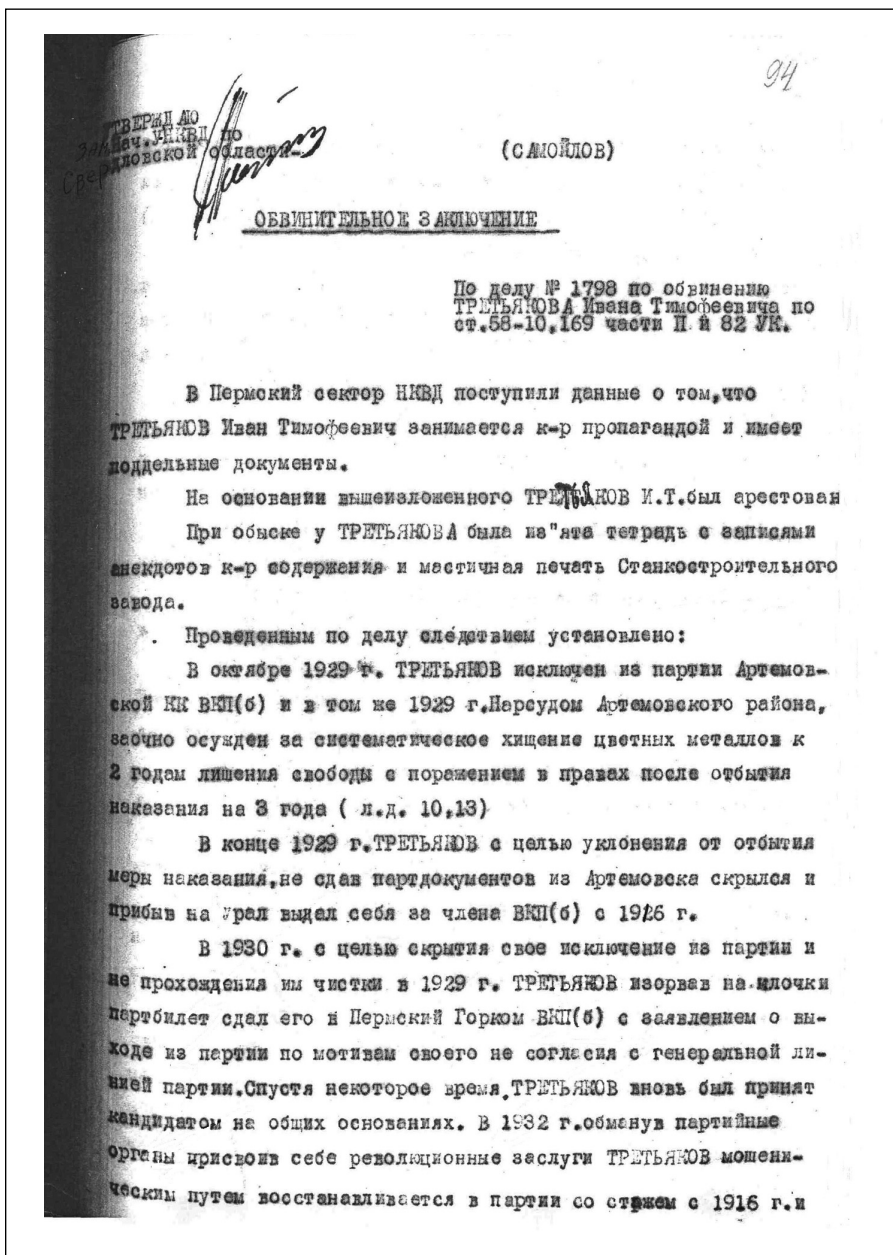 94
УТВЕРЖДАЮ
ЗАМ Нач. УНКВД по
Свердловской области-
(САМОЙЛОВ)
ОБВИНИТЕЛЬНОЕ ЗАКЛЮЧЕНИЕ
По делу № 1798 по обвинению
ТРЕТЬЯКОВА Ивана Тимофеевича по
ст.58-10,169 части П и 82 УК.
В Пермский сектор НКВД поступили данные о том,что
ТРЕТЬЯКОВ Иван Тимофеевич занимается к-р пропагандой и имеет
поддельные документы.
На основании вышеизложенного ТРЕТЬЯКОВ И.Т.был арестован
При обыске у ТРЕТЬЯКОВА была из"ята тетрадь с записями
анекдотов к-р содержания и мастичная печать Станкостроительного
завода.
Проведенным по делу следствием установлено:
В октябре 1929 г. ТРЕТЬЯКОВ исключен из партии Артемов-
ской КК ВКП(б) и в том же 1929 г.Нарсудом Артемовского района,
заочно осужден за систематическое хищение цветных металлов к
2 годам лишения свободы с поражением в правах после отбытия
наказания на 3 года ( л.д. 10,13)
В конце 1929 г.ТРЕТЬЯКОВ с целью уклонения от отбытия
меры наказания,не сдав партдокументов из Артемовска скрылся и
прибыв на Урал выдал себя за члена ВКП(б) с 1926 г.
В 1930 г. с целью скрытия свое исключение из партии и
не прохождения им чистки в 1929 г. ТРЕТЬЯКОВ изорвав на клочки
партбилет сдал его в Пермский Горком ВКП(б) с заявлением о вы-
ходе из партии по мотивам своего не согласия с генеральной ли-
нией партии.Спустя некоторое время,ТРЕТЬЯКОВ вновь был принят
кандидатом на общих основаниях. В 1932 г.обманув партийные
органы присвоив себе революционные заслуги ТРЕТЬЯКОВ мошени-
ческим путем восстанавливается в партии со стажем с 1916 г.и